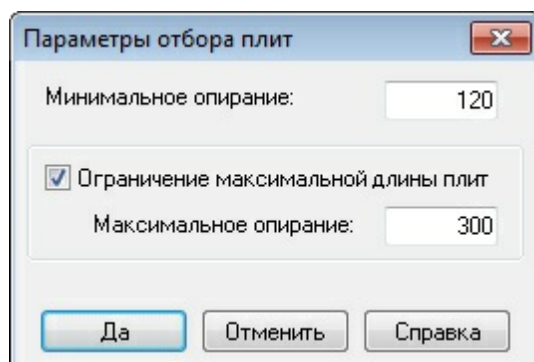 Параметры отбора плит
Минимальное опирание: 120
Ограничение максимальной длины плит
Максимальное опирание: 300
Да Отменить Справка